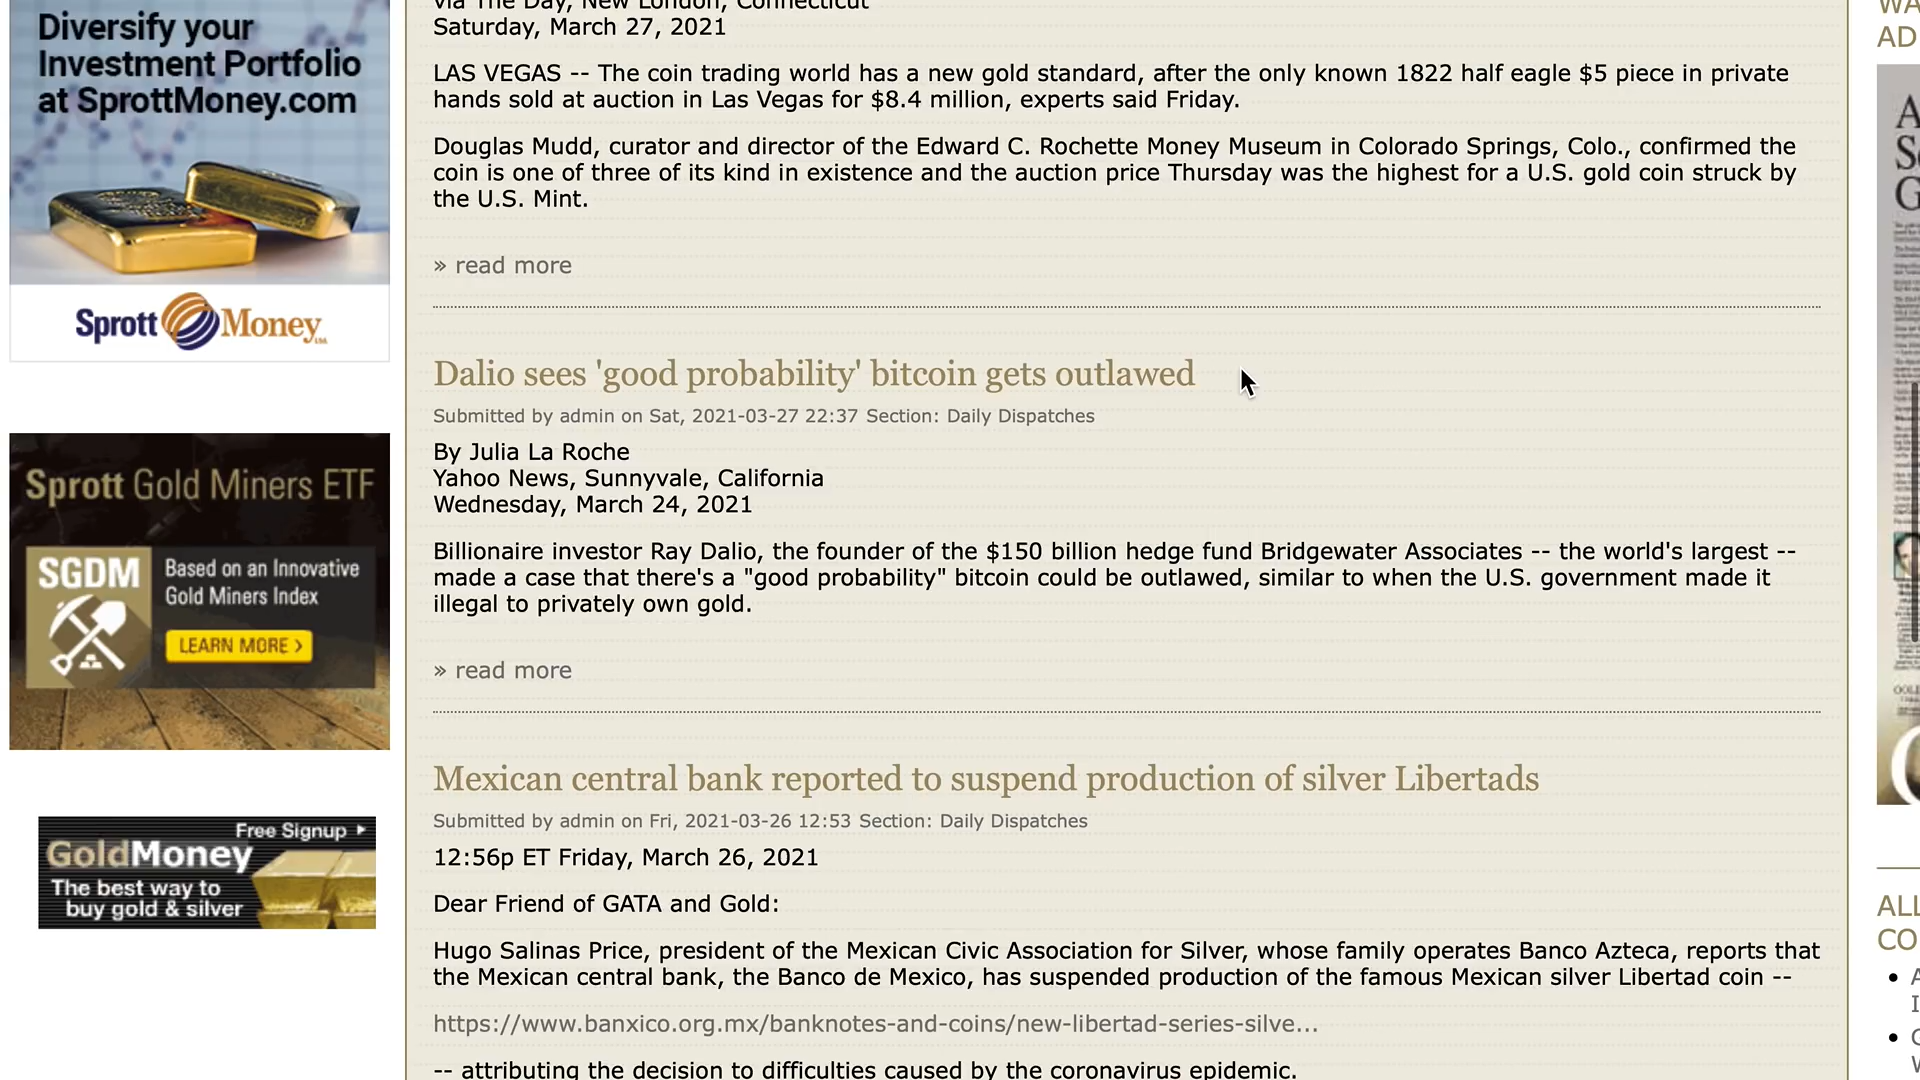 Diversify your
Investment Portfolio
at SprottMoney.com
Sprott Money
Sprott Gold Miners ETF
SGDM
Based on an Innovative
Gold Miners Index
LEARN MORE >
Free Signup
GoldMoney
The best way to
buy gold & silver
via The Day, New London, Connecticut
Saturday, March 27, 2021
LAS VEGAS -- The coin trading world has a new gold standard, after the only known 1822 half eagle $5 piece in private
hands sold at auction in Las Vegas for $8.4 million, experts said Friday.
Douglas Mudd, curator and director of the Edward C. Rochette Money Museum in Colorado Springs, Colo., confirmed the
coin is one of three of its kind in existence and the auction price Thursday was the highest for a U.S. gold coin struck by
the U.S. Mint.
» read more
Dalio sees 'good probability' bitcoin gets outlawed
Submitted by admin on Sat, 2021-03-27 22:37 Section: Daily Dispatches
By Julia La Roche
Yahoo News, Sunnyvale, California
Wednesday, March 24, 2021
Billionaire investor Ray Dalio, the founder of the $150 billion hedge fund Bridgewater Associates -- the world's largest --
made a case that there's a "good probability" bitcoin could be outlawed, similar to when the U.S. government made it
illegal to privately own gold.
» read more
Mexican central bank reported to suspend production of silver Libertads
Submitted by admin on Fri, 2021-03-26 12:53 Section: Daily Dispatches
12:56p ET Friday, March 26, 2021
Dear Friend of GATA and Gold:
Hugo Salinas Price, president of the Mexican Civic Association for Silver, whose family operates Banco Azteca, reports that
the Mexican central bank, the Banco de Mexico, has suspended production of the famous Mexican silver Libertad coin --
https://www.banxico.org.mx/banknotes-and-coins/new-libertad-series-silve...
-- attributing the decision to difficulties caused by the coronavirus epidemic.
AD
ALL
CO